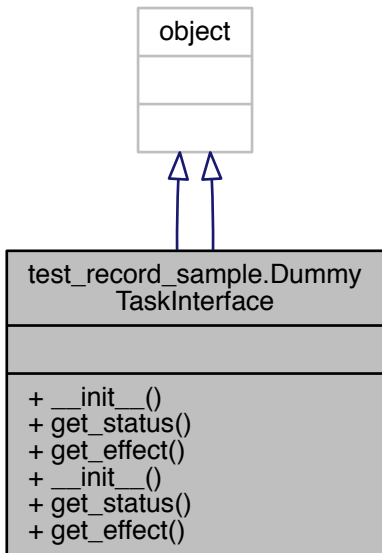 object
test_record_sample.Dummy
TaskInterface
+ __init__()
+ get_status()
+ get_effect()
+ __init__()
+ get_status()
+ get_effect()